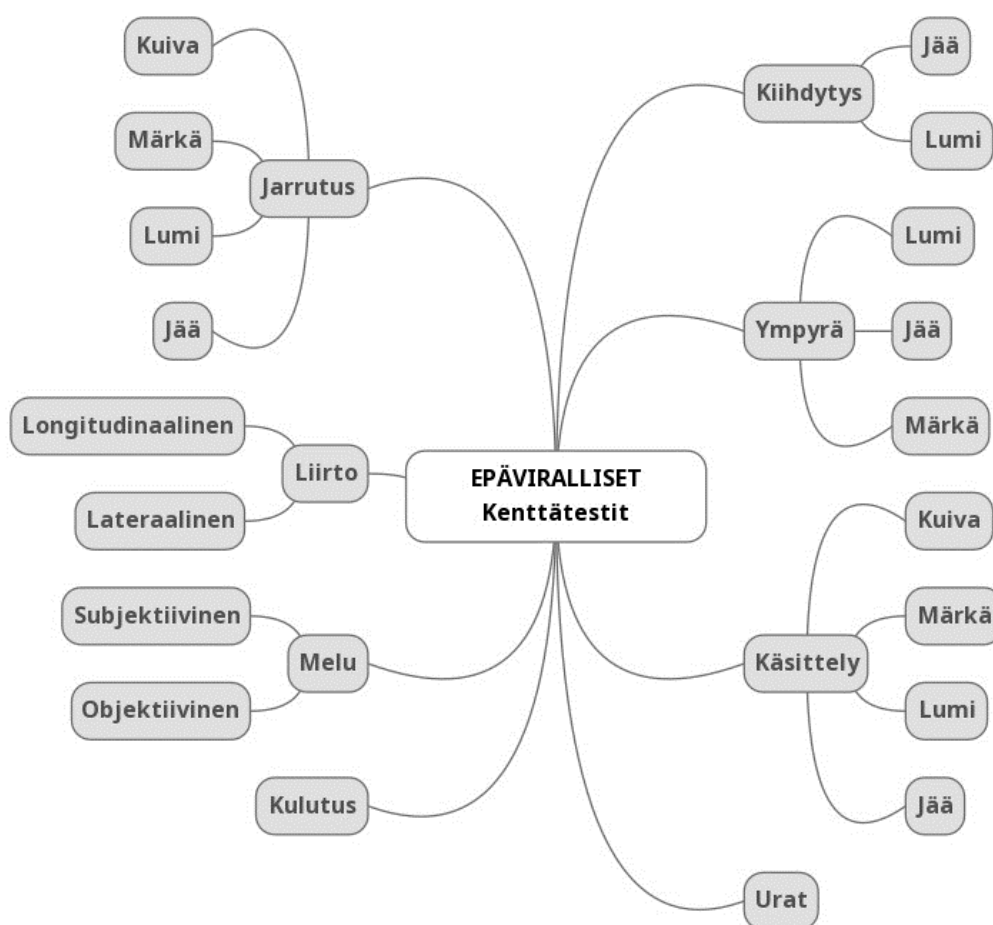 EPÄVIRALLISET
Kenttätestit
Jarrutus
Kuiva
Märkä
Lumi
Jää
Liirto
Longitudinaalinen
Lateraalinen
Melu
Subjektiivinen
Objektiivinen
Kulutus
Kiihdytys
Jää
Lumi
Ympyrä
Lumi
Jää
Märkä
Käsittely
Kuiva
Märkä
Lumi
Jää
Urat